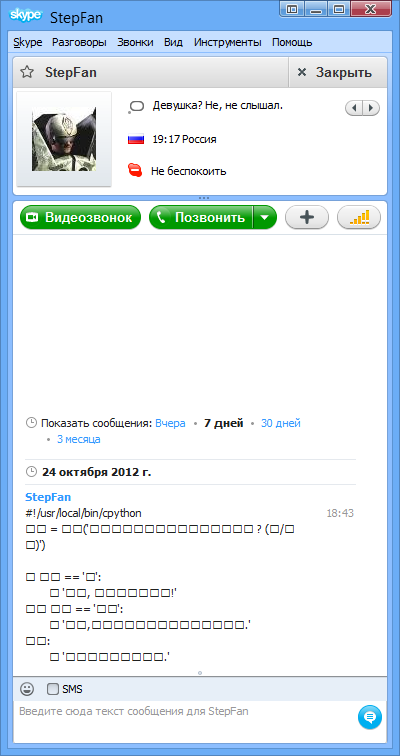 skype StepFan
Skype Разговоры Звонки Вид Инструменты Помощь
StepFan Закрыть
Девушка? Не, не слышал.
19:17 Россия
Не беспокоить
Видеозвонок Позвонить
Показать сообщения: Вчера • 7 дней • 30 дней
• 3 месяца
24 октября 2012 г.
StepFan
#!/usr/local/bin/cpython 18:43
□□ = □□('□□□□□□□□□□□□□□□ ? (□/□
□)')
□ □□ == '□':
□ '□□, □□□□□□□!'
□□ □□ == '□□':
□ '□□,□□□□□□□□□□□□□□.'
□□:
□ '□□□□□□□□□.'
SMS
Введите сюда текст сообщения для StepFan